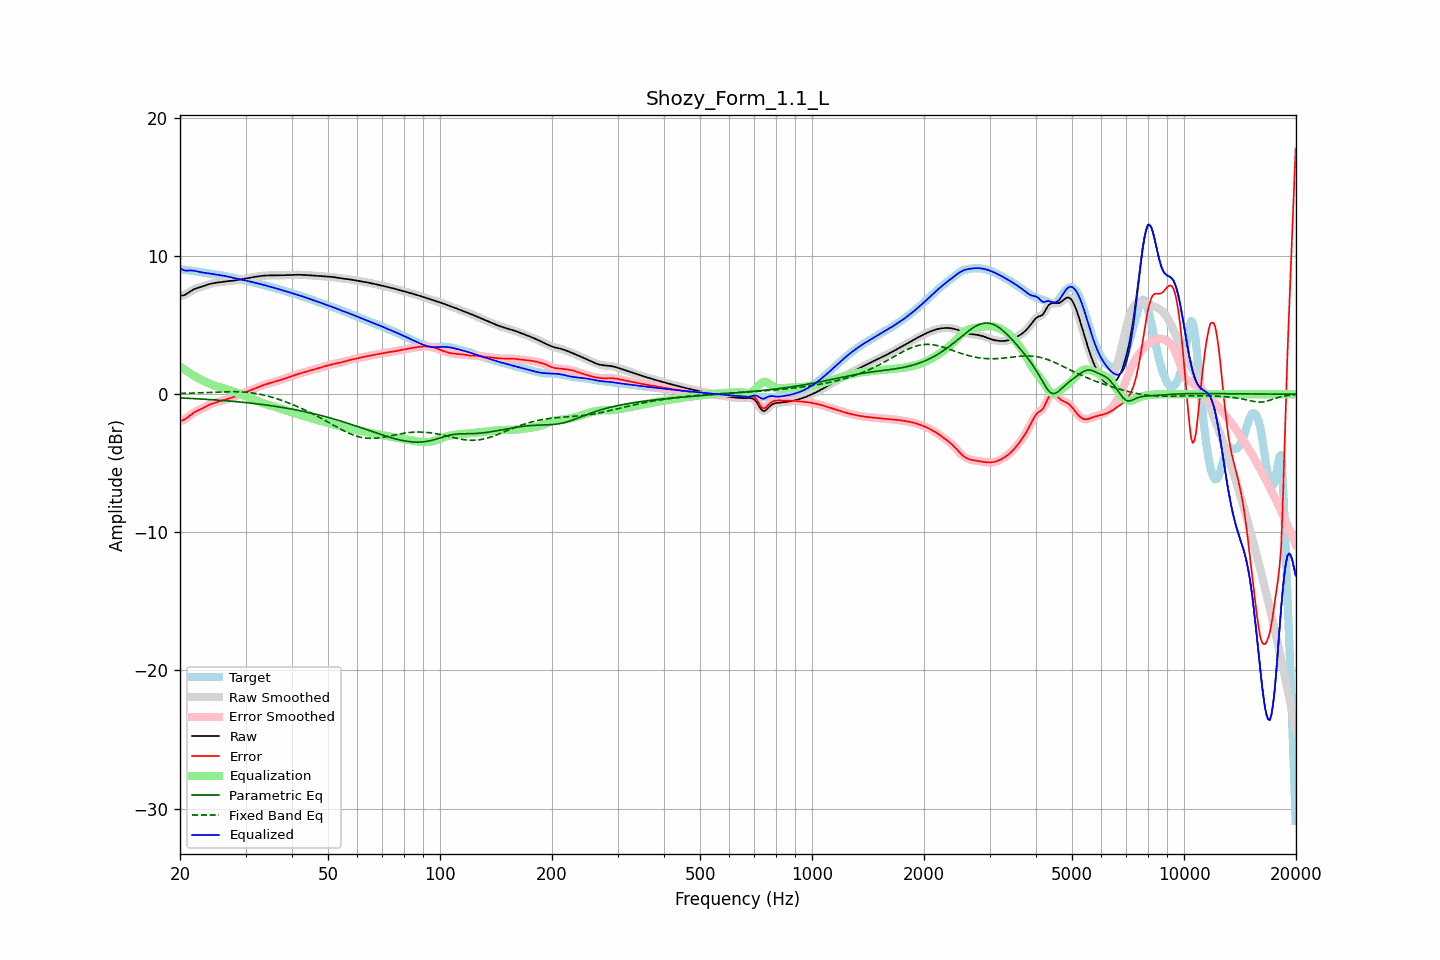 Shozy_Form_1.1_L
20
10
0
−10
−20
−30
Amplitude (dBr)
Target
Raw Smoothed
Error Smoothed
Raw
Error
Equalization
Parametric Eq
Fixed Band Eq
Equalized
20 50 100 200 500 1000 2000 5000 10000 20000
Frequency (Hz)